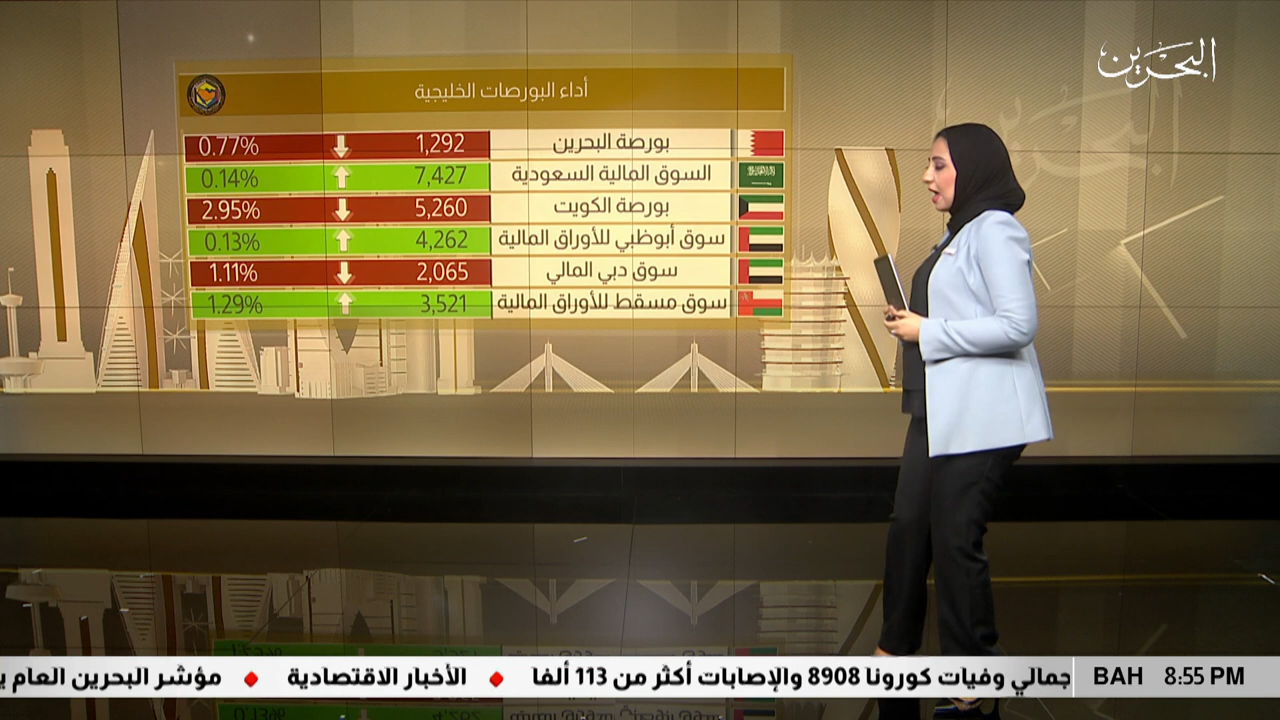 البحرين
أداء البورصات الخليجية
بورصة البحرين 1,292 0.77%
السوق المالية السعودية 7,427 0.14%
بورصة الكويت 5,260 2.95%
سوق أبوظبي للأوراق المالية 4,262 0.13%
سوق دبي المالي 2,065 1.11%
سوق مسقط للأوراق المالية 3,521 1.29%
BAH 8:55 PM
جمالي وفيات كورونا 8908 والإصابات أكثر من 113 ألفا ♦ الأخبار الاقتصادية ♦ مؤشر البحرين العام